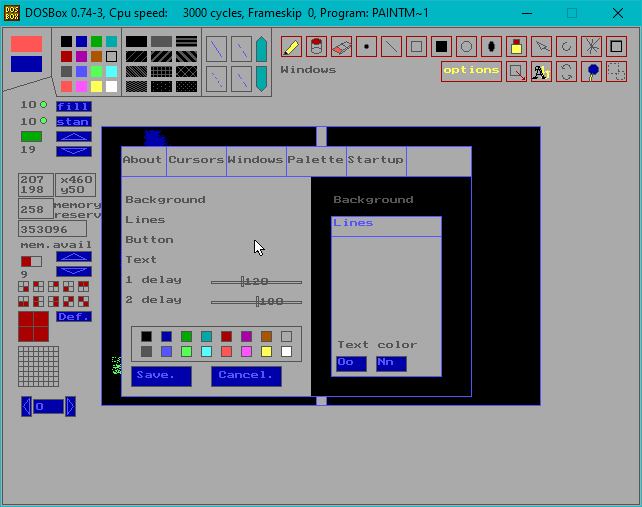 DOSBox 0.74-3, Cpu speed: 3000 cycles, Frameskip 0, Program: PAINTM~1
Windows
options
10 fill
10 stan
19
207 x460
198 y50
258 memory
reserv
353096
mem.avail
9
Def.
0
About Cursors Windows Palette Startup
Background
Lines
Button
Text
1 delay 120
2 delay 100
Save. Cancel.
Background
Lines
Text color
Oo Nn